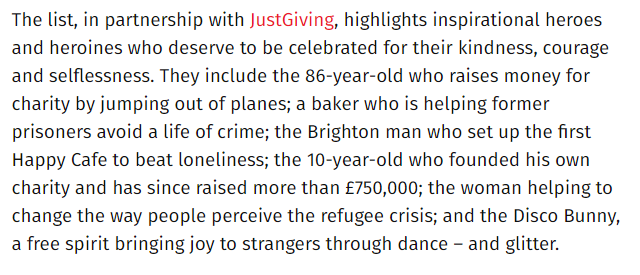 The list, in partnership with JustGiving, highlights inspirational heroes
and heroines who deserve to be celebrated for their kindness, courage
and selflessness. They include the 86-year-old who raises money for
charity by jumping out of planes; a baker who is helping former
prisoners avoid a life of crime; the Brighton man who set up the first
Happy Cafe to beat loneliness; the 10-year-old who founded his own
charity and has since raised more than £750,000; the woman helping to
change the way people perceive the refugee crisis; and the Disco Bunny,
a free spirit bringing joy to strangers through dance – and glitter.